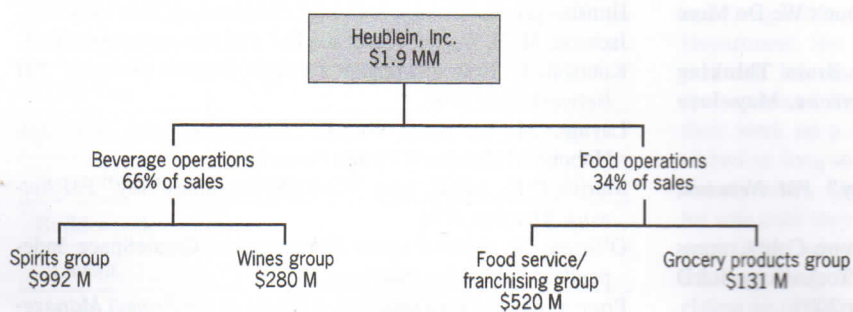 Heublein, Inc.
$1.9 MM
Beverage operations
66% of sales
Food operations
34% of sales
Spirits group
$992 M
Wines group
$280 M
Food service/
franchising group
$520 M
Grocery products group
$131 M